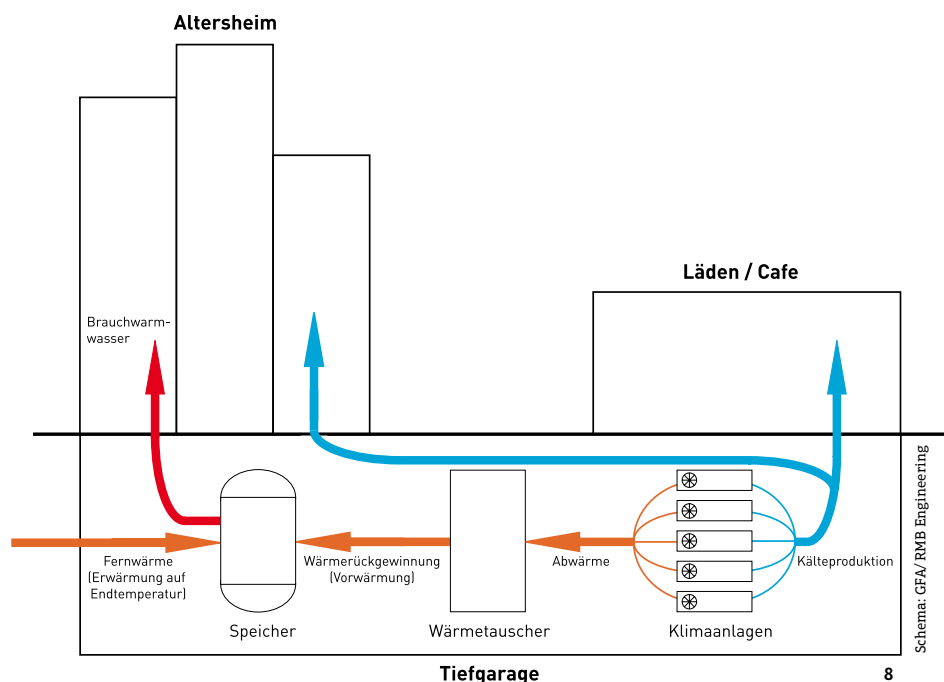 Altersheim
Läden / Cafe
Brauchwarm-
wasser
Fernwärme
(Erwärmung auf
Endtemperatur)
Wärmerückgewinnung
(Vorwärmung)
Abwärme
Kälteproduktion
Speicher
Wärmetauscher
Klimaanlagen
Tiefgarage
8
Schema: GFA/ RMB Engineering